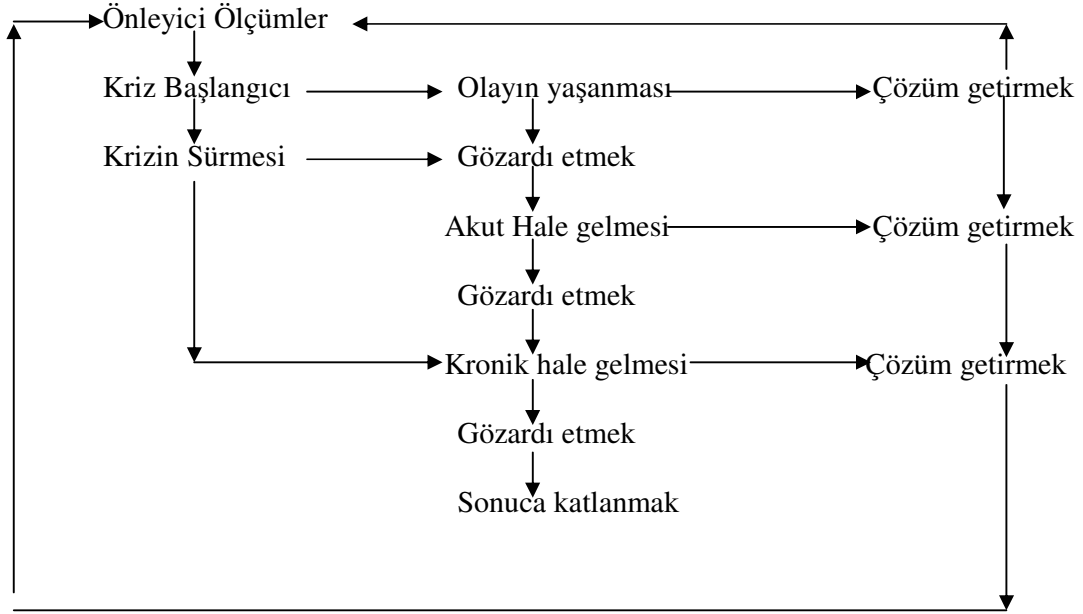 Önleyici Ölçümler
Kriz Başlangıcı Olayın yaşanması Çözüm getirmek
Krizin Sürmesi Gözardı etmek
Akut Hale gelmesi Çözüm getirmek
Gözardı etmek
Kronik hale gelmesi Çözüm getirmek
Gözardı etmek
Sonuca katlanmak